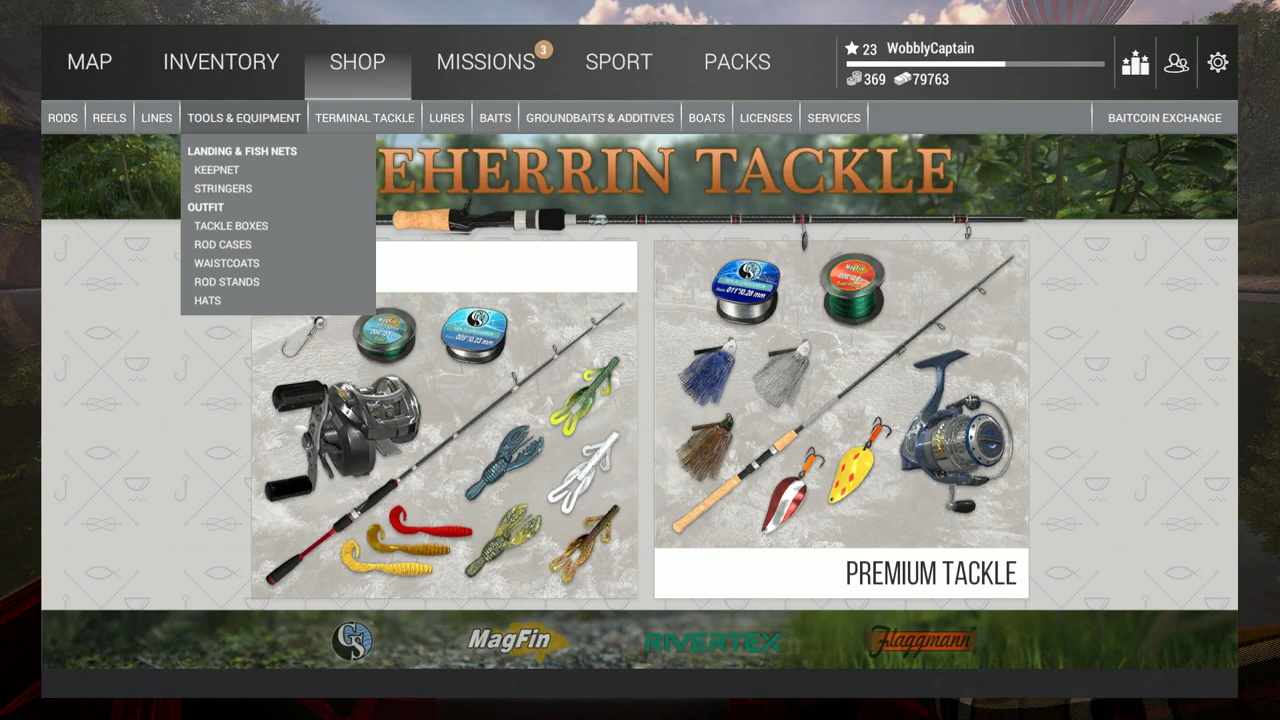 MAP
INVENTORY
SHOP
MISSIONS
3
SPORT
PACKS
23 WobblyCaptain
369 79763
RODS
REELS
LINES
TOOLS & EQUIPMENT
TERMINAL TACKLE
LURES
BAITS
GROUNDBAITS & ADDITIVES
BOATS
LICENSES
SERVICES
BAITCOIN EXCHANGE
LANDING & FISH NETS
KEEPNET
STRINGERS
OUTFIT
TACKLE BOXES
ROD CASES
WAISTCOATS
ROD STANDS
HATS
EHERRIN TACKLE
MagFin
PREMIUM TACKLE
GS
MagFin
RIVERTEX
Flaggmann